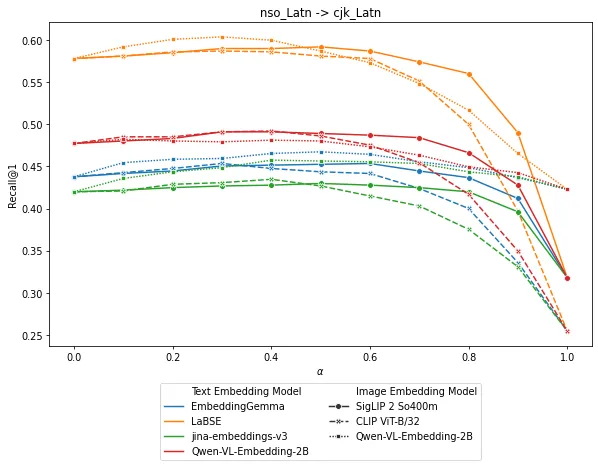 nso_Latn -> cjk_Latn
Recall@1
0.60
0.55
0.50
0.45
0.40
0.35
0.30
0.25
0.0
0.2
0.4
0.6
0.8
1.0
α
Text Embedding Model
EmbeddingGemma
LaBSE
jina-embeddings-v3
Qwen-VL-Embedding-2B
Image Embedding Model
SigLIP 2 So400m
CLIP ViT-B/32
Qwen-VL-Embedding-2B